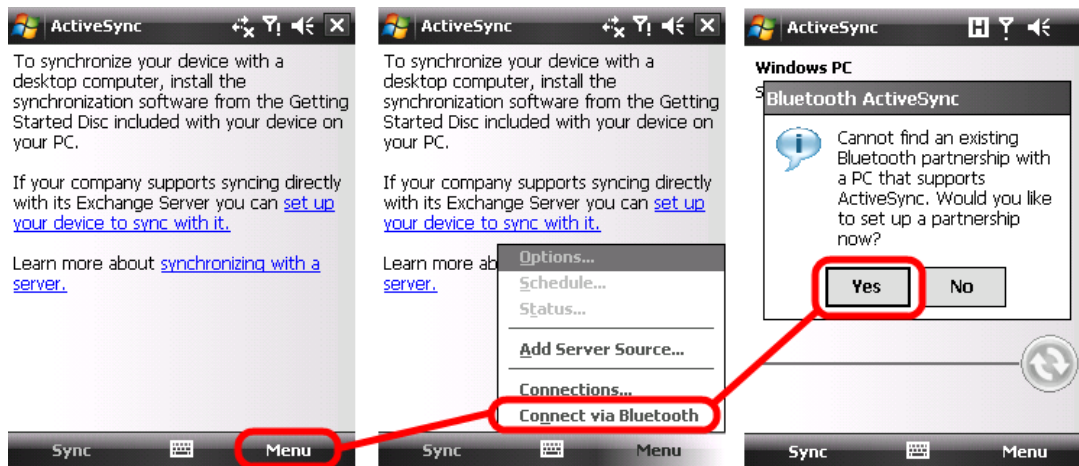 ActiveSync
To synchronize your device with a
desktop computer, install the
synchronization software from the Getting
Started Disc included with your device on
your PC.
If your company supports syncing directly
with its Exchange Server you can set up
your device to sync with it.
Learn more about synchronizing with a
server.
Sync
Menu
ActiveSync
To synchronize your device with a
desktop computer, install the
synchronization software from the Getting
Started Disc included with your device on
your PC.
If your company supports syncing directly
with its Exchange Server you can set up
your device to sync with it.
Learn more ab
server.
Options...
Schedule...
Status...
Add Server Source...
Connections...
Connect via Bluetooth
Sync
Menu
ActiveSync
H
Windows PC
S
Bluetooth ActiveSync
Cannot find an existing
Bluetooth partnership with
a PC that supports
ActiveSync. Would you like
to set up a partnership
now?
Yes
No
Sync
Menu